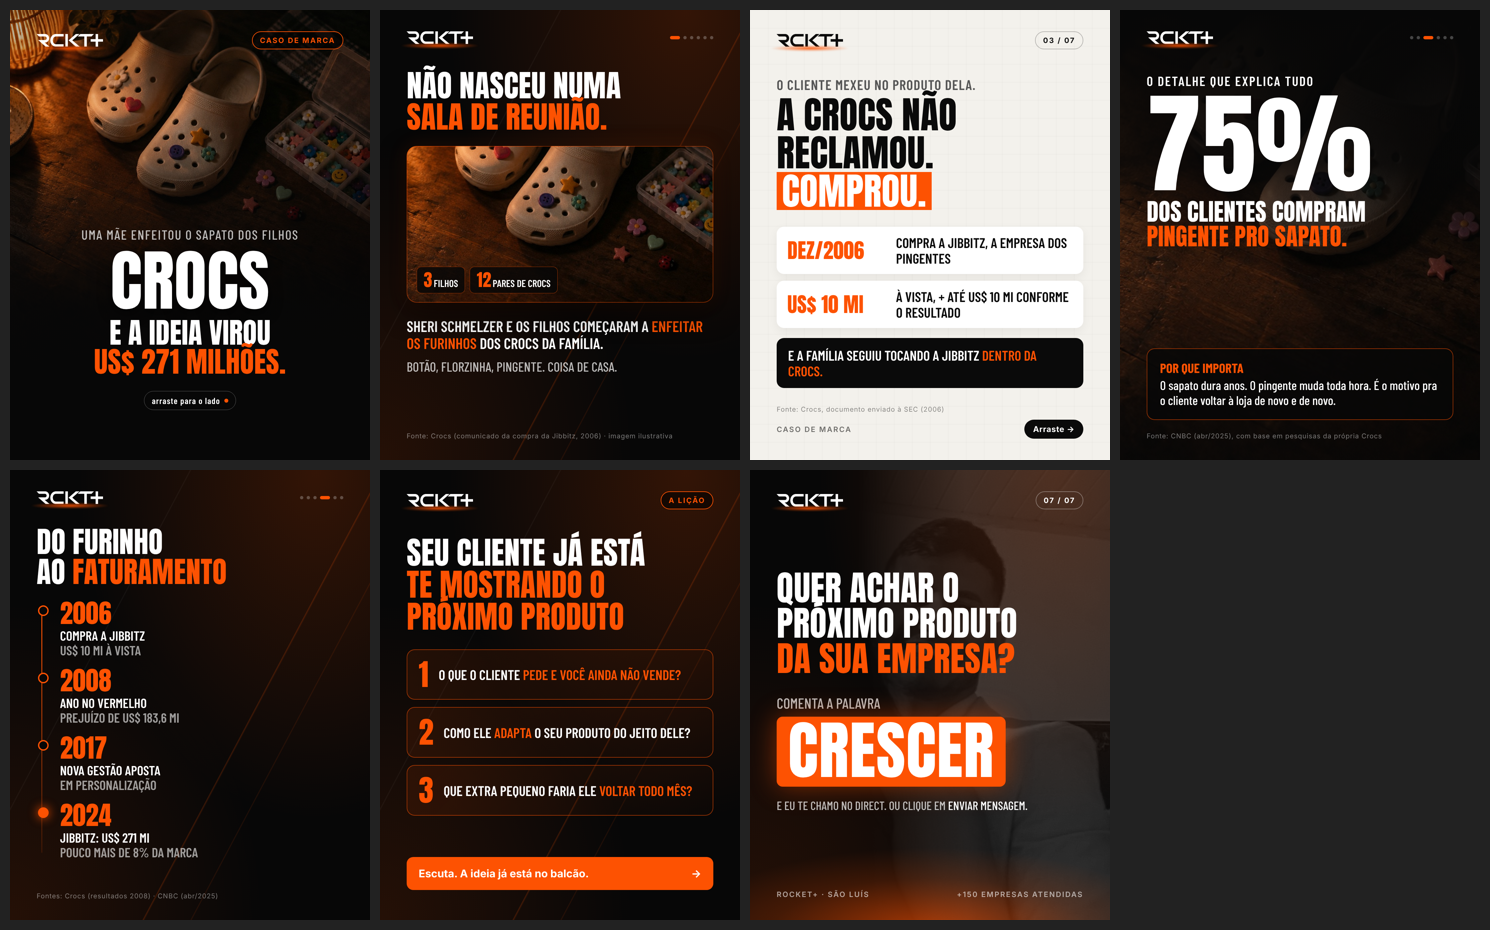 RCKT+
CASO DE MARCA
UMA MÃE ENFEITOU O SAPATO DOS FILHOS
CROCS
E A IDEIA VIROU
US$ 271 MILHÕES.
arraste para o lado
RCKT+
NÃO NASCEU NUMA
SALA DE REUNIÃO.
3 FILHOS
12 PARES DE CROCS
SHERI SCHMELZER E OS FILHOS COMEÇARAM A ENFEITAR
OS FURINHOS DOS CROCS DA FAMÍLIA.
BOTÃO, FLORZINHA, PINGENTE. COISA DE CASA.
Fonte: Crocs (comunicado da compra da Jibbitz, 2006) · imagem ilustrativa
RCKT+
03 / 07
O CLIENTE MEXEU NO PRODUTO DELA.
A CROCS NÃO
RECLAMOU.
COMPROU.
DEZ/2006
COMPRA A JIBBITZ, A EMPRESA DOS
PINGENTES
US$ 10 MI
À VISTA, + ATÉ US$ 10 MI CONFORME
O RESULTADO
E A FAMÍLIA SEGUIU TOCANDO A JIBBITZ DENTRO DA
CROCS.
Fonte: Crocs, documento enviado à SEC (2006)
CASO DE MARCA
Arraste →
RCKT+
O DETALHE QUE EXPLICA TUDO
75%
DOS CLIENTES COMPRAM
PINGENTE PRO SAPATO.
POR QUE IMPORTA
O sapato dura anos. O pingente muda toda hora. É o motivo pra
o cliente voltar à loja de novo e de novo.
Fonte: CNBC (abr/2025), com base em pesquisas da própria Crocs
RCKT+
DO FURINHO
AO FATURAMENTO
2006
COMPRA A JIBBITZ
US$ 10 MI À VISTA
2008
ANO NO VERMELHO
PREJUÍZO DE US$ 183,6 MI
2017
NOVA GESTÃO APOSTA
EM PERSONALIZAÇÃO
2024
JIBBITZ: US$ 271 MI
POUCO MAIS DE 8% DA MARCA
Fontes: Crocs (resultados 2008) · CNBC (abr/2025)
RCKT+
A LIÇÃO
SEU CLIENTE JÁ ESTÁ
TE MOSTRANDO O
PRÓXIMO PRODUTO
1 O QUE O CLIENTE PEDE E VOCÊ AINDA NÃO VENDE?
2 COMO ELE ADAPTA O SEU PRODUTO DO JEITO DELE?
3 QUE EXTRA PEQUENO FARIA ELE VOLTAR TODO MÊS?
Escuta. A ideia já está no balcão. →
RCKT+
07 / 07
QUER ACHAR O
PRÓXIMO PRODUTO
DA SUA EMPRESA?
COMENTA A PALAVRA
CRESCER
E EU TE CHAMO NO DIRECT. OU CLIQUE EM ENVIAR MENSAGEM.
ROCKET+ · SÃO LUÍS
+150 EMPRESAS ATENDIDAS